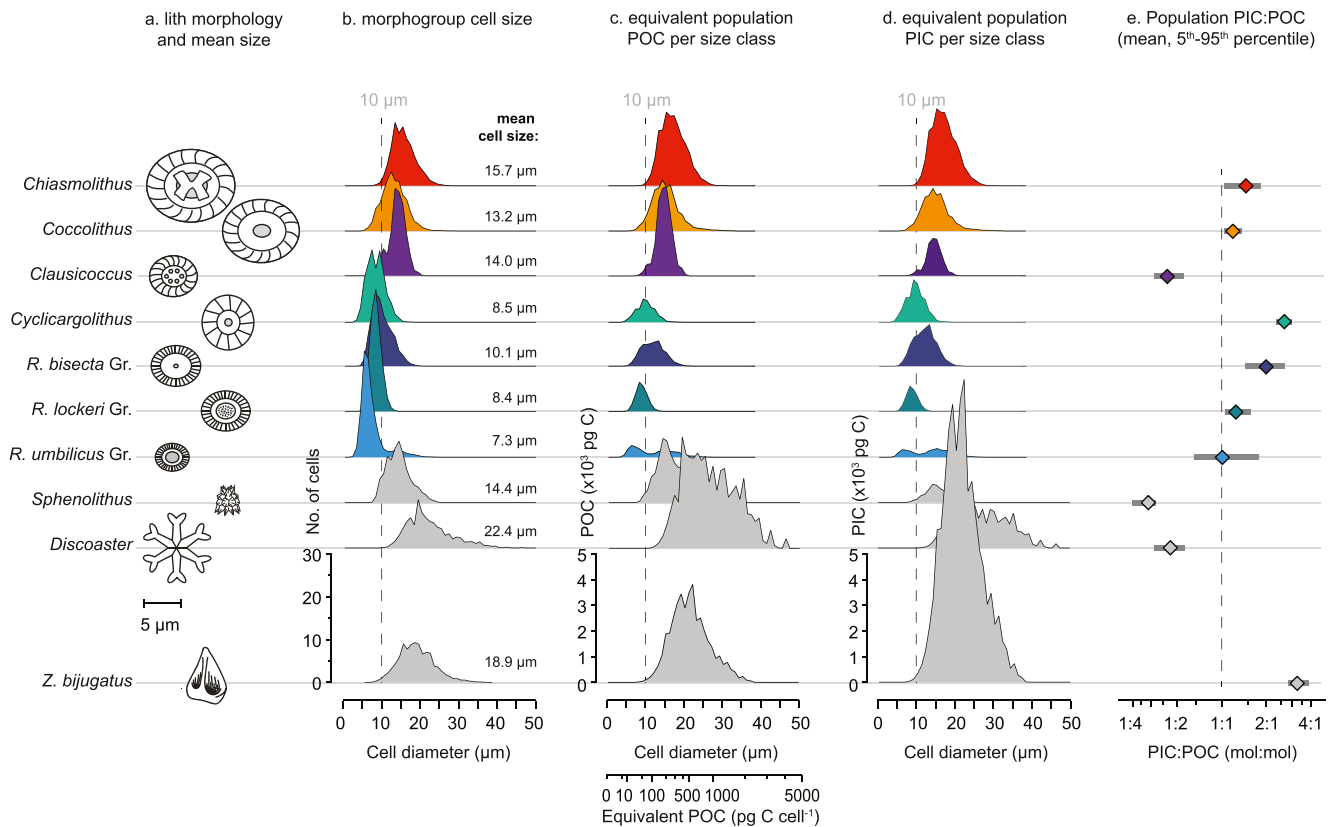 a. lith morphology
and mean size
b. morphogroup cell size
c. equivalent population
POC per size class
d. equivalent population
PIC per size class
e. Population PIC:POC
(mean, 5th-95th percentile)
10 µm
10 µm
10 µm
mean
cell size:
Chiasmolithus
15.7 µm
Coccolithus
13.2 µm
Clausicoccus
14.0 µm
Cyclicargolithus
8.5 µm
R. bisecta Gr.
10.1 µm
R. lockeri Gr.
8.4 µm
R. umbilicus Gr.
7.3 µm
Sphenolithus
14.4 µm
Discoaster
22.4 µm
Z. bijugatus
18.9 µm
5 µm
No. of cells
30
20
10
0
POC (x10³ pg C)
5
4
3
2
1
0
PIC (x10³ pg C)
5
4
3
2
1
0
0 10 20 30 40 50
Cell diameter (µm)
0 10 20 30 40 50
Cell diameter (µm)
0 10 20 30 40 50
Cell diameter (µm)
1:4 1:2 1:1 2:1 4:1
PIC:POC (mol:mol)
0 10 100 500 1000 5000
Equivalent POC (pg C cell⁻¹)